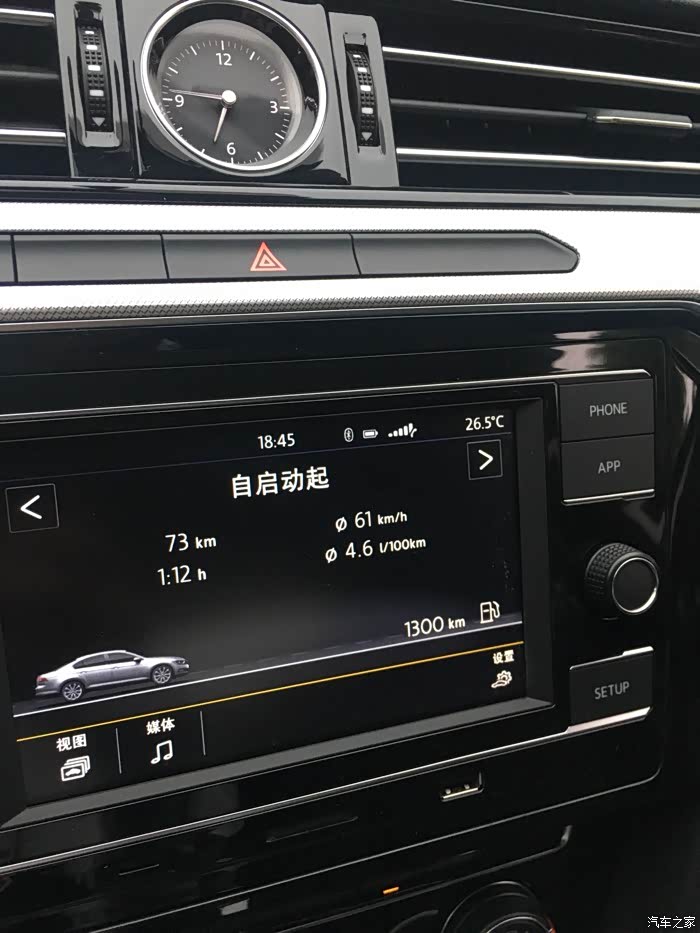 12
9
3
6
18:45
26.5°C
自启动起
<
>
73 km
ø 61 km/h
1:12 h
ø 4.6 l/100km
1300 km
设置
视图
媒体
PHONE
APP
SETUP
汽车之家